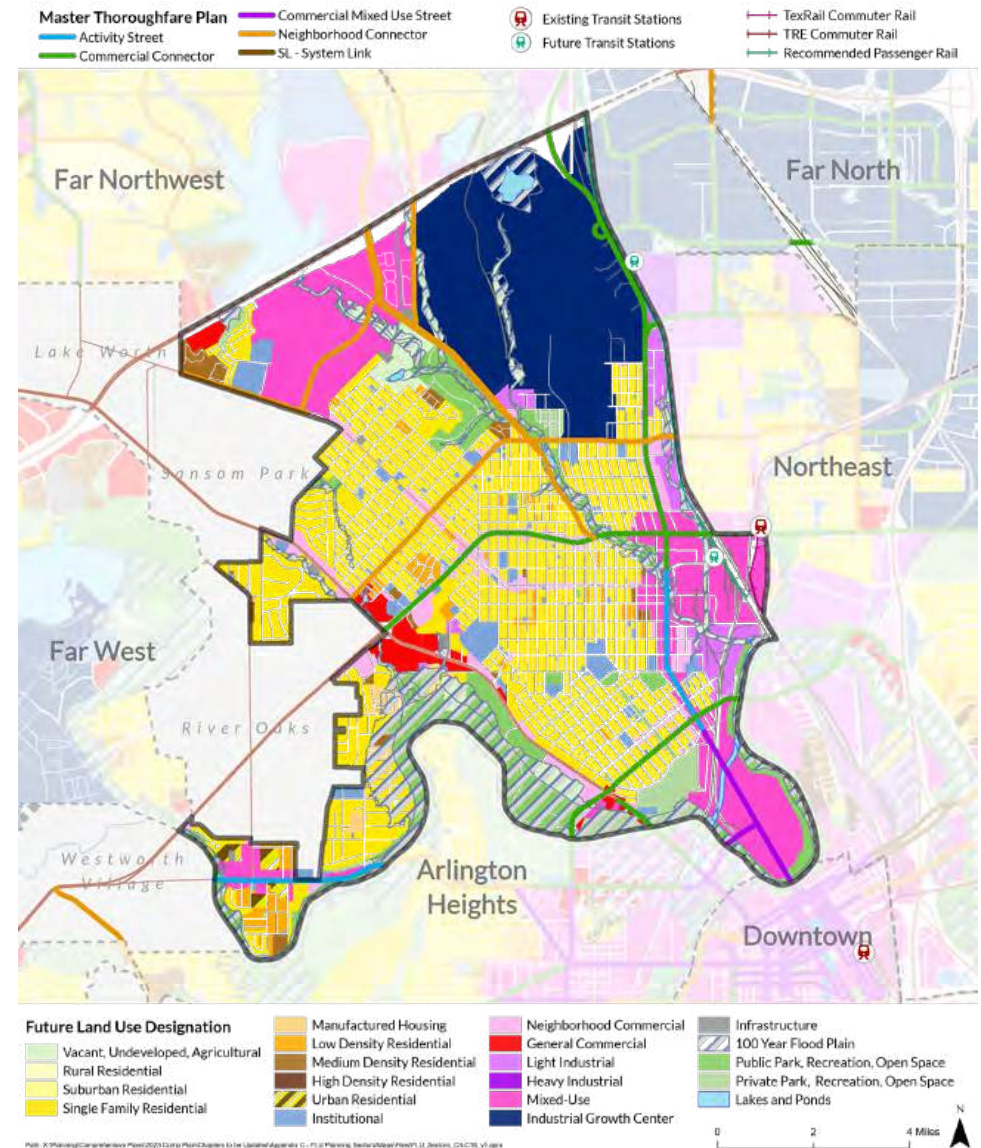 Master Thoroughfare Plan
Activity Street
Commercial Connector
Commercial Mixed Use Street
Neighborhood Connector
SL - System Link
Existing Transit Stations
Future Transit Stations
TexRail Commuter Rail
TRE Commuter Rail
Recommended Passenger Rail
Far Northwest
Far North
Lake Worth
Sansom Park
Northeast
Far West
River Oaks
Westworth
Village
Arlington
Heights
Downtown
Future Land Use Designation
Vacant, Undeveloped, Agricultural
Rural Residential
Suburban Residential
Single Family Residential
Manufactured Housing
Low Density Residential
Medium Density Residential
High Density Residential
Urban Residential
Institutional
Neighborhood Commercial
General Commercial
Light Industrial
Heavy Industrial
Mixed-Use
Industrial Growth Center
Infrastructure
100 Year Flood Plain
Public Park, Recreation, Open Space
Private Park, Recreation, Open Space
Lakes and Ponds
N
0 2 4 Miles